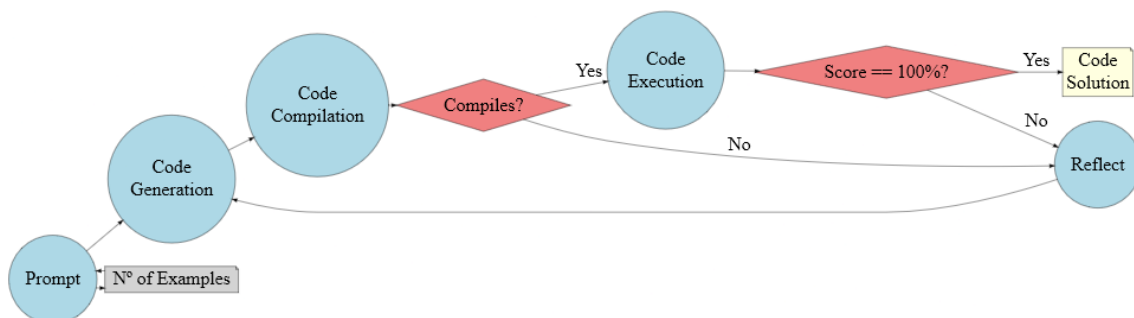 Code
Compilation
Compiles?
Yes
Code
Execution
Score == 100%?
Yes
Code
Solution
No
No
Reflect
Code
Generation
Prompt
Nº of Examples